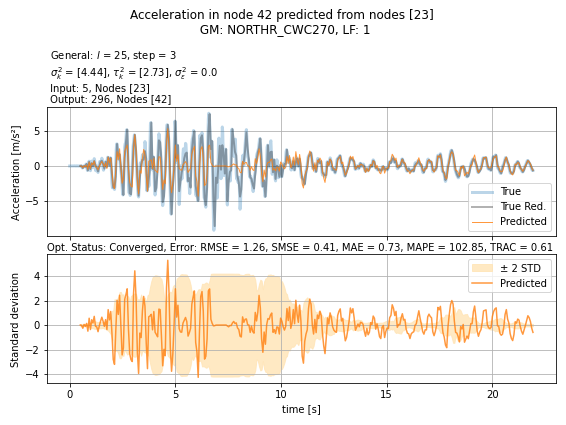 Acceleration in node 42 predicted from nodes [23]
GM: NORTHR_CWC270, LF: 1
General: l = 25, step = 3
σ²ₖ = [4.44], τ²ₖ = [2.73], σ²ε = 0.0
Input: 5, Nodes [23]
Output: 296, Nodes [42]
Acceleration [m/s²]
5
0
−5
True
True Red.
Predicted
Opt. Status: Converged, Error: RMSE = 1.26, SMSE = 0.41, MAE = 0.73, MAPE = 102.85, TRAC = 0.61
Standard deviation
4
2
0
−2
−4
± 2 STD
Predicted
0
5
10
15
20
time [s]